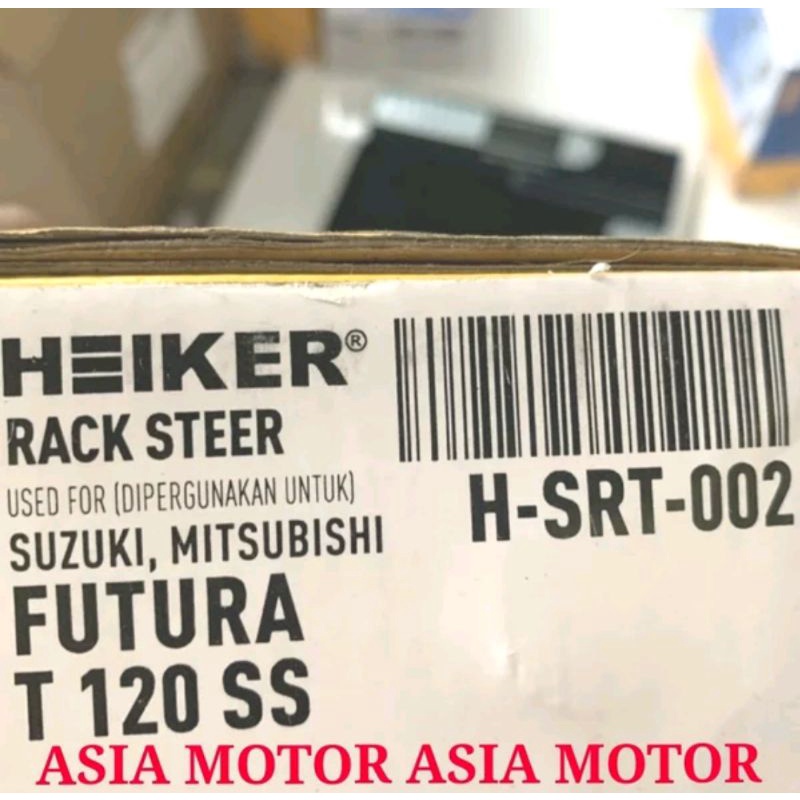 HEIKER®
RACK STEER
USED FOR (DIPERGUNAKAN UNTUK)
SUZUKI, MITSUBISHI
FUTURA
T 120 SS
H-SRT-002
ASIA MOTOR ASIA MOTOR